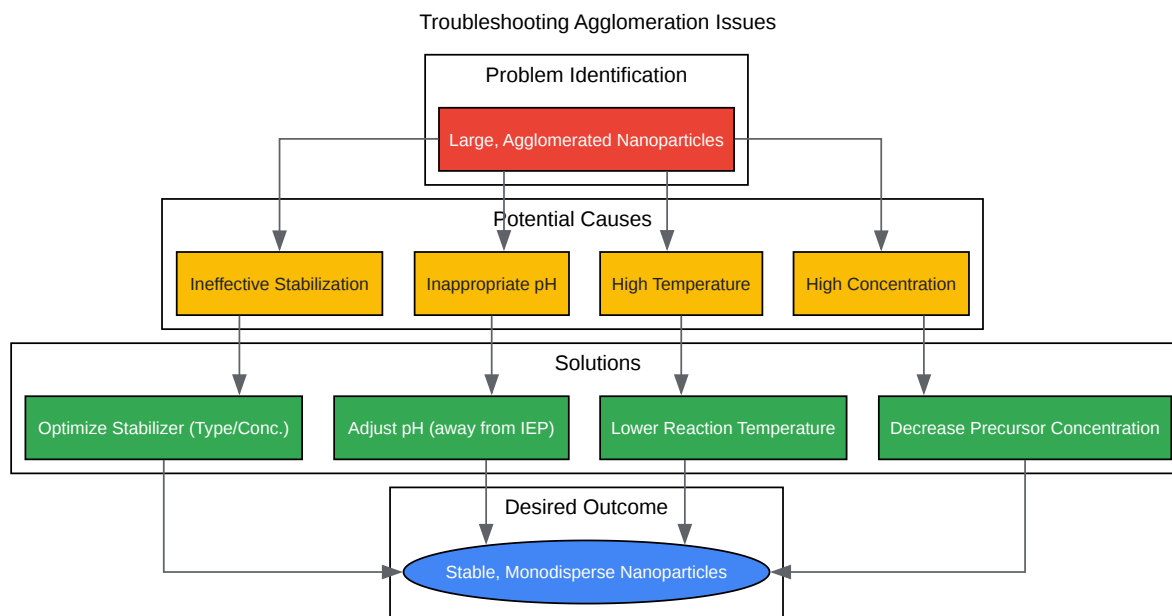 Troubleshooting Agglomeration Issues
Problem Identification
Large, Agglomerated Nanoparticles
Potential Causes
Ineffective Stabilization
Inappropriate pH
High Temperature
High Concentration
Solutions
Optimize Stabilizer (Type/Conc.)
Adjust pH (away from IEP)
Lower Reaction Temperature
Decrease Precursor Concentration
Desired Outcome
Stable, Monodisperse Nanoparticles